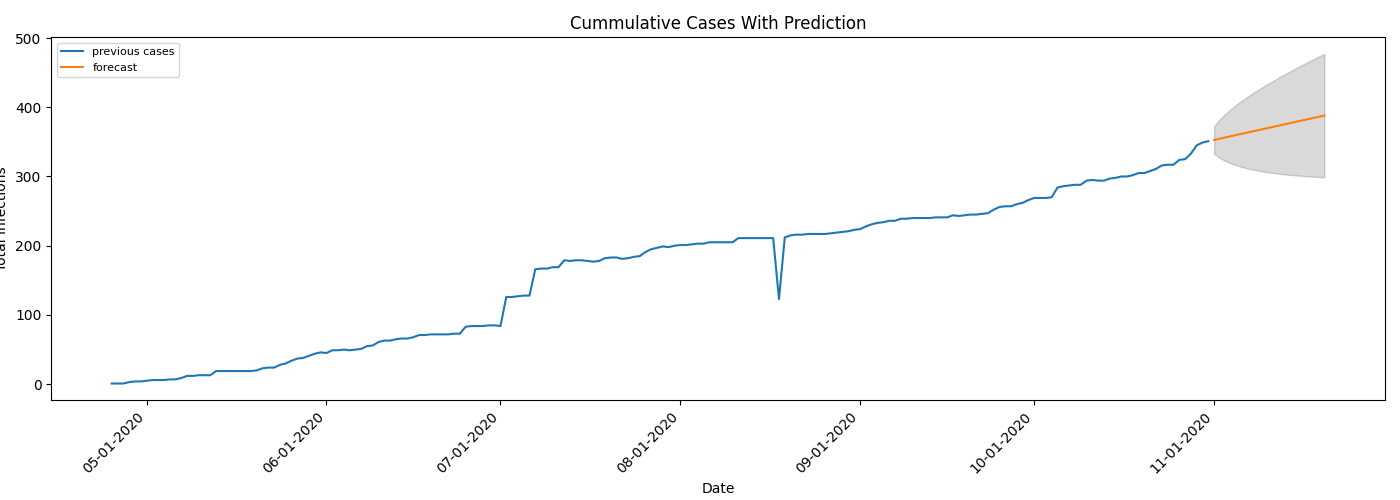 Cummulative Cases With Prediction
previous cases
forecast
500
400
300
200
100
0
Total Infections
05-01-2020
06-01-2020
07-01-2020
08-01-2020
09-01-2020
10-01-2020
11-01-2020
Date